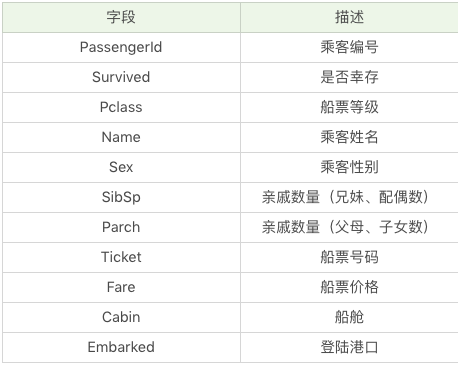 字段 描述
PassengerId 乘客编号
Survived 是否幸存
Pclass 船票等级
Name 乘客姓名
Sex 乘客性别
SibSp 亲戚数量（兄妹、配偶数）
Parch 亲戚数量（父母、子女数）
Ticket 船票号码
Fare 船票价格
Cabin 船舱
Embarked 登陆港口